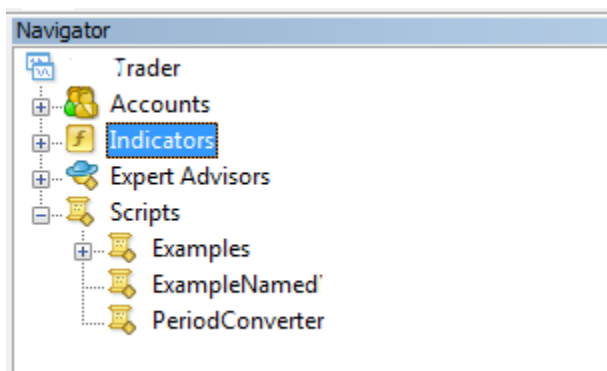 Navigator
Trader
Accounts
Indicators
Expert Advisors
Scripts
Examples
ExampleNamed
PeriodConverter